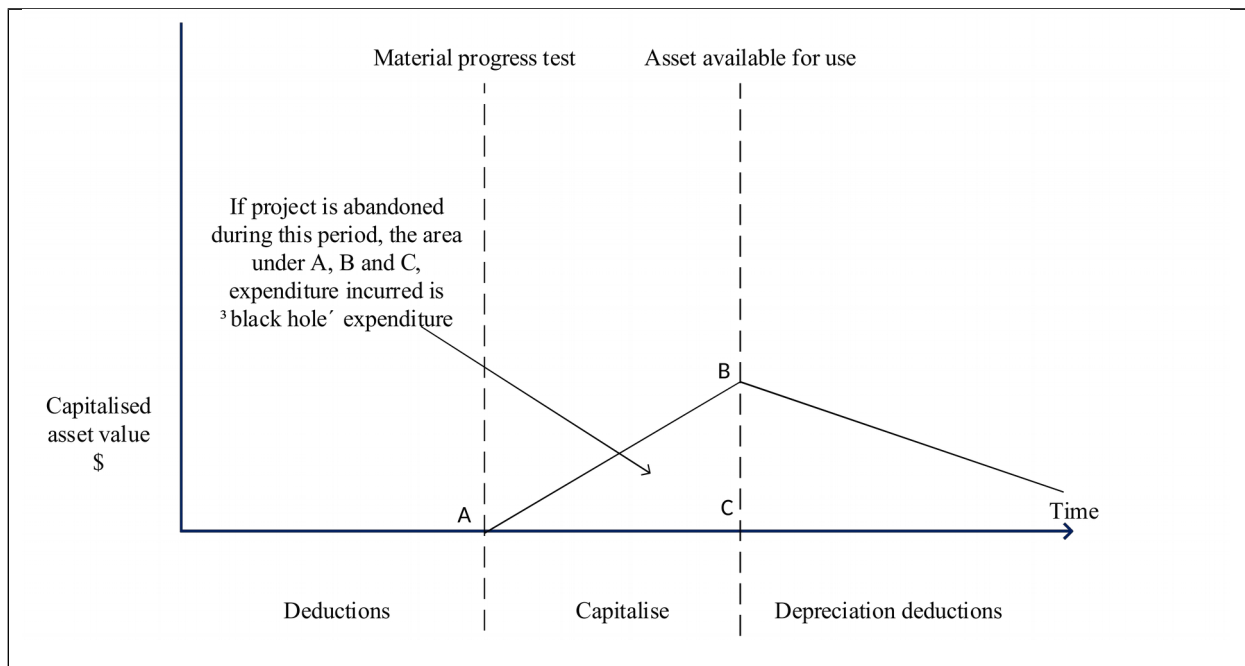 Material progress test
Asset available for use
If project is abandoned
during this period, the area
under A, B and C,
expenditure incurred is
³black hole´ expenditure
B
Capitalised
asset value
$
A
C
Time
Deductions
Capitalise
Depreciation deductions